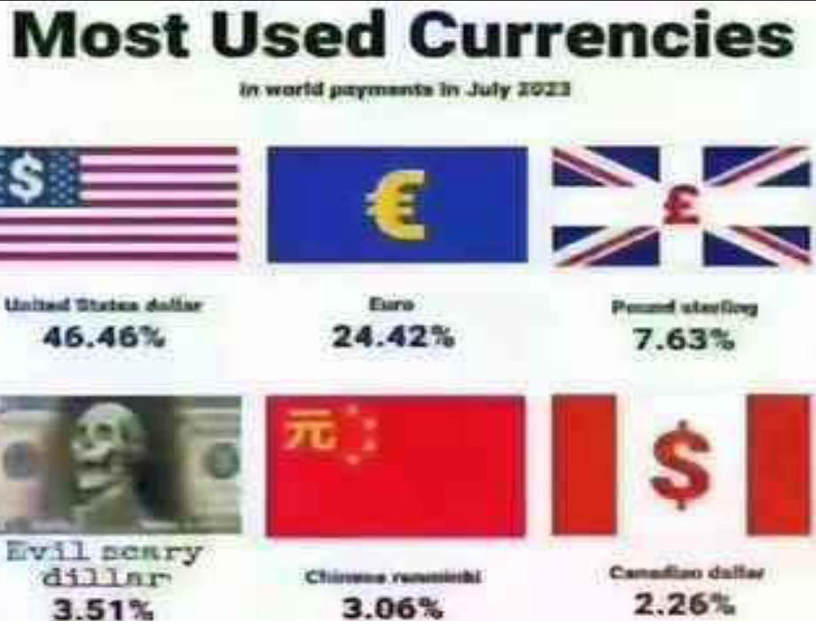 Most Used Currencies
in world payments in July 2023
$
€
£
United States dollar
Euro
Pound sterling
46.46%
24.42%
7.63%
元
$
Evil scary
dillar
Chinese renminbi
Canadian dollar
3.51%
3.06%
2.26%